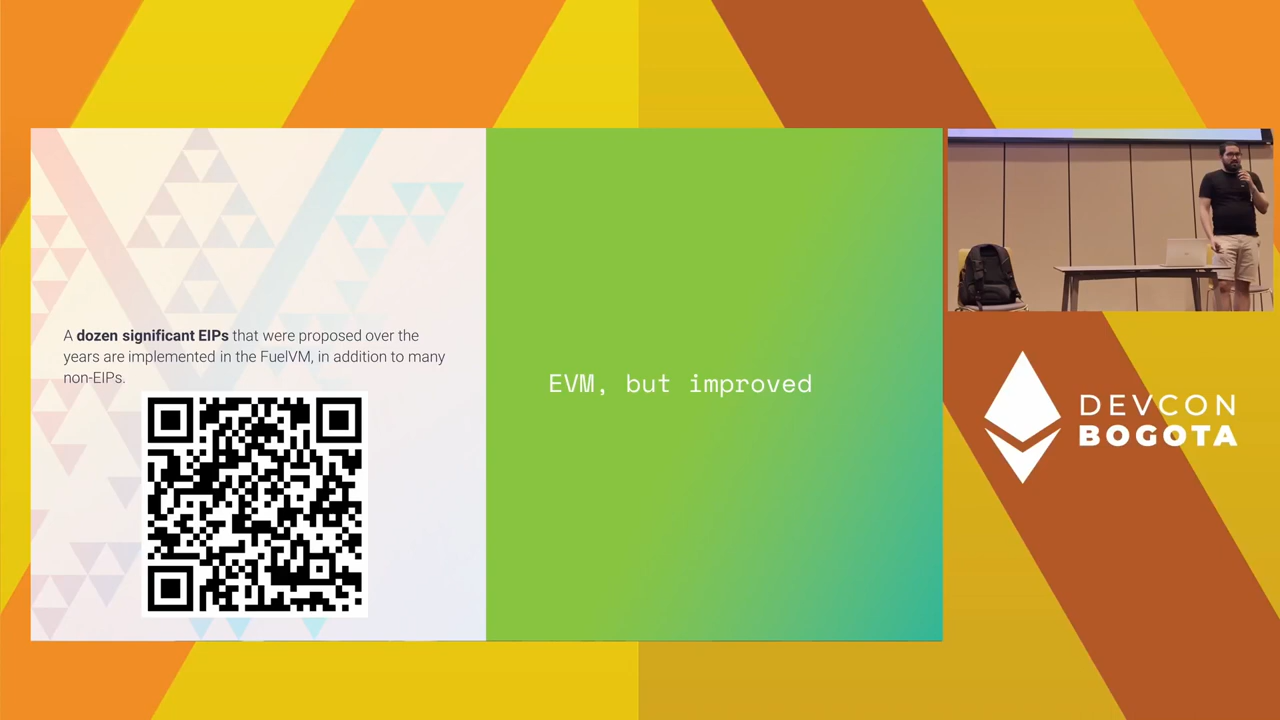 A dozen significant EIPs that were proposed over the
years are implemented in the FuelVM, in addition to many
non-EIPs.
EVM, but improved
DEVCON
BOGOTA